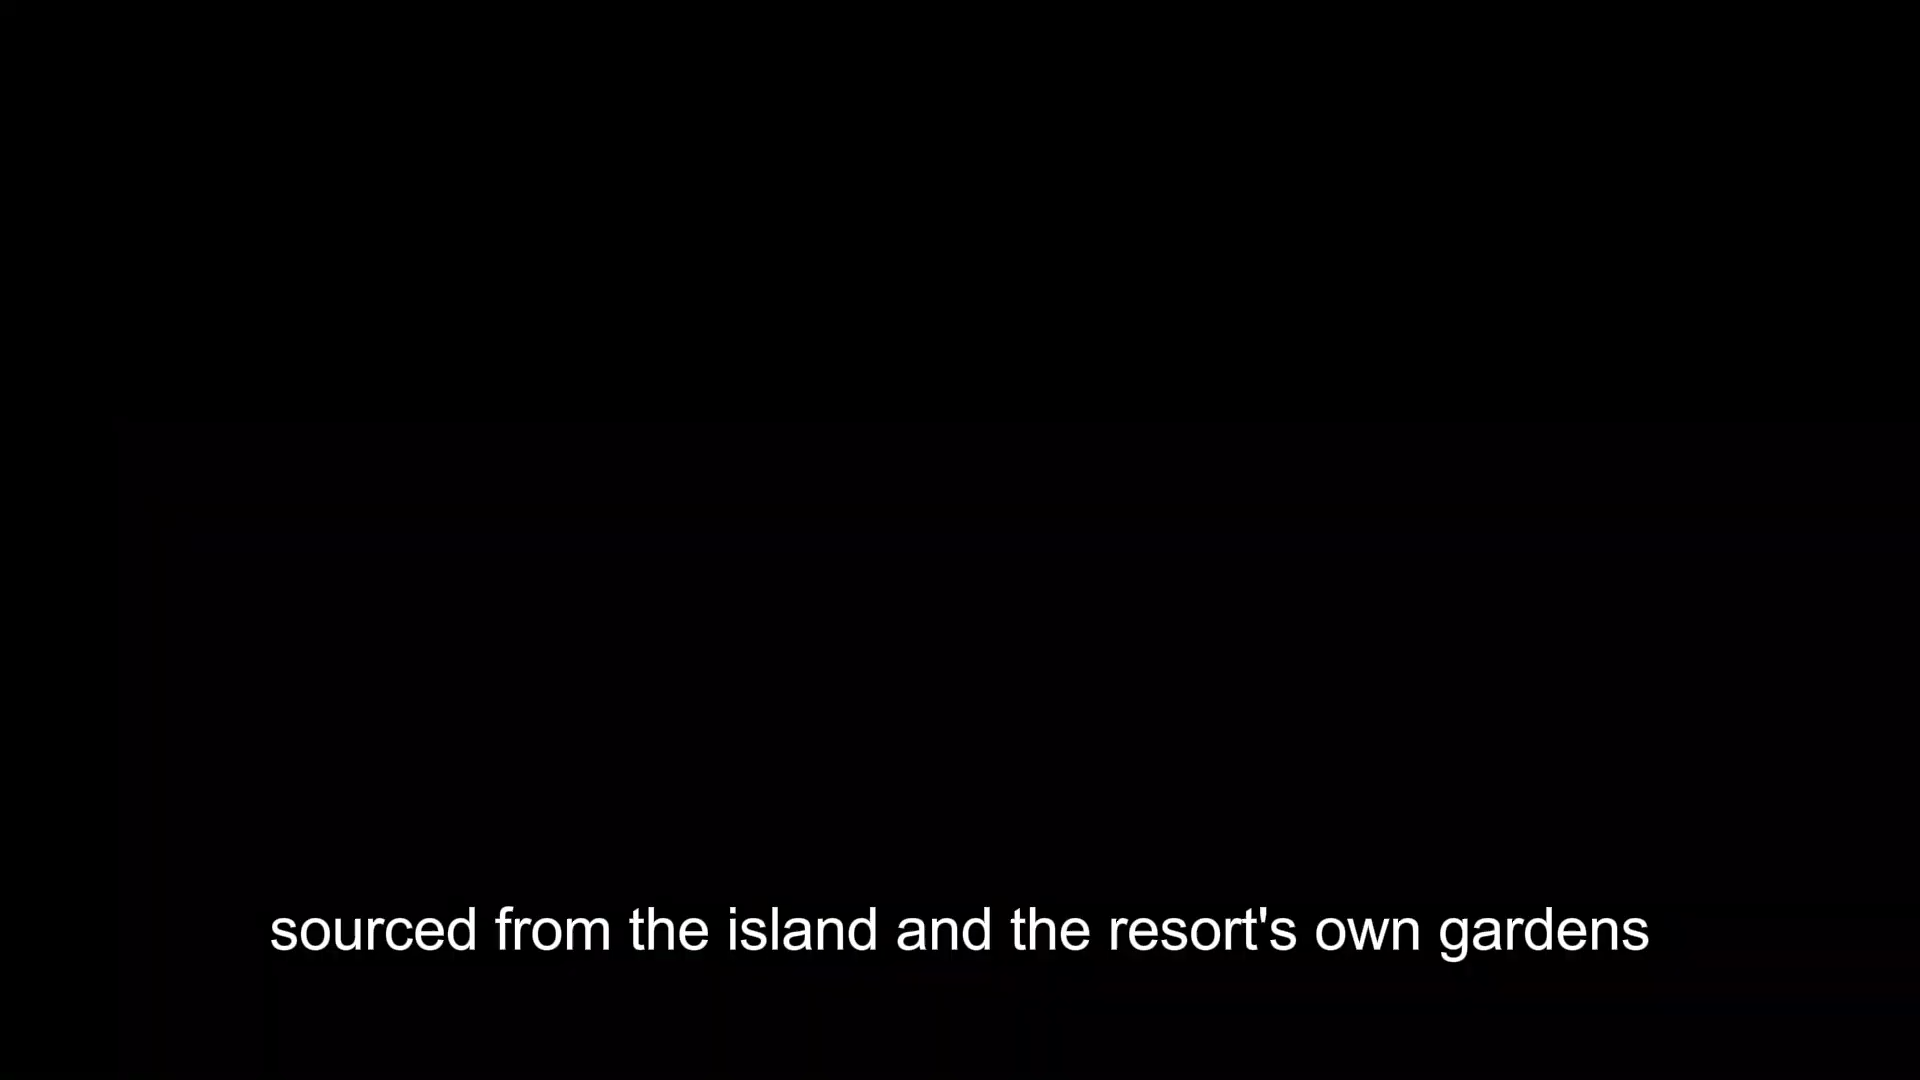 sourced from the island and the resort's own gardens